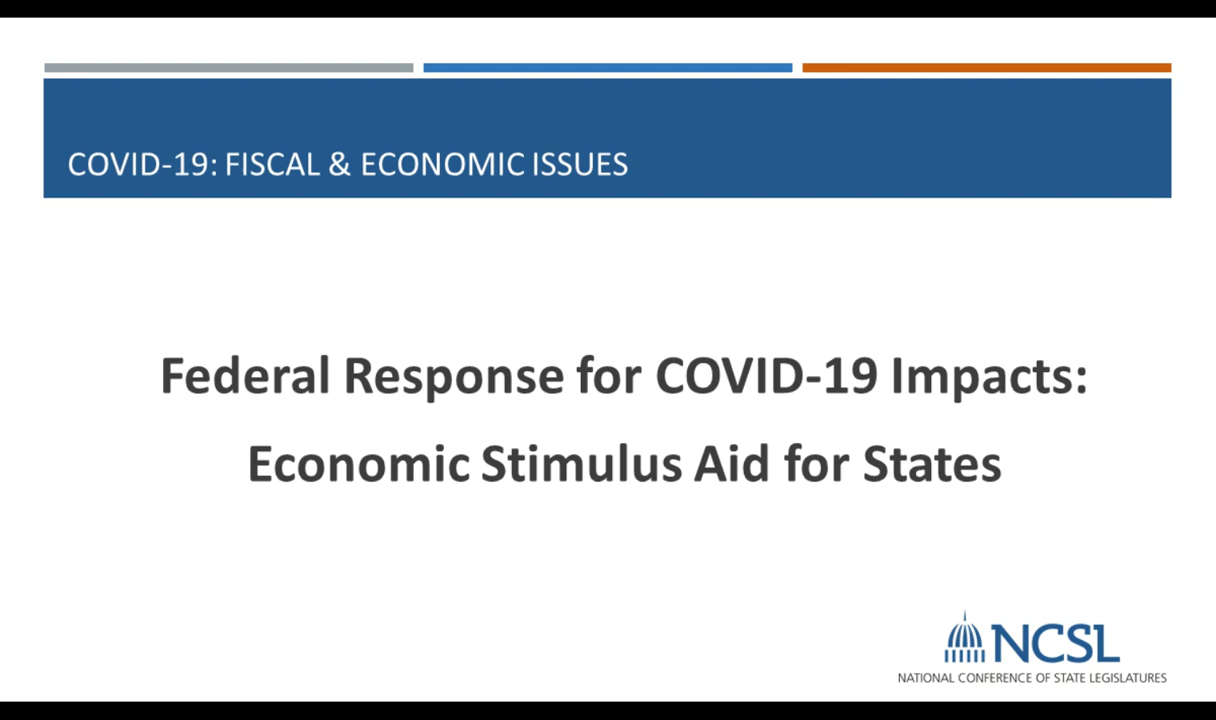 COVID-19: FISCAL & ECONOMIC ISSUES
Federal Response for COVID-19 Impacts:
Economic Stimulus Aid for States
NCSL
NATIONAL CONFERENCE OF STATE LEGISLATURES